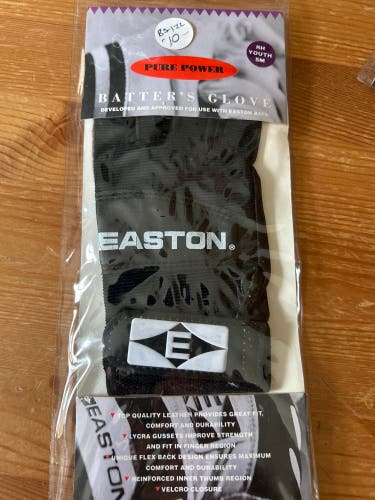 BS122
10-
PURE POWER
RH
YOUTH
SM
BATTER'S GLOVE
DEVELOPED AND APPROVED FOR USE WITH EASTON BATS
EASTON®
E
EASTON
TOP QUALITY LEATHER PROVIDES GREAT FIT,
COMFORT AND DURABILITY
LYCRA GUSSETS IMPROVE STRENGTH
AND FIT IN FINGER REGION
UNIQUE FLEX BACK DESIGN ENSURES MAXIMUM
COMFORT AND DURABILITY
REINFORCED INNER THUMB REGION
VELCRO CLOSURE